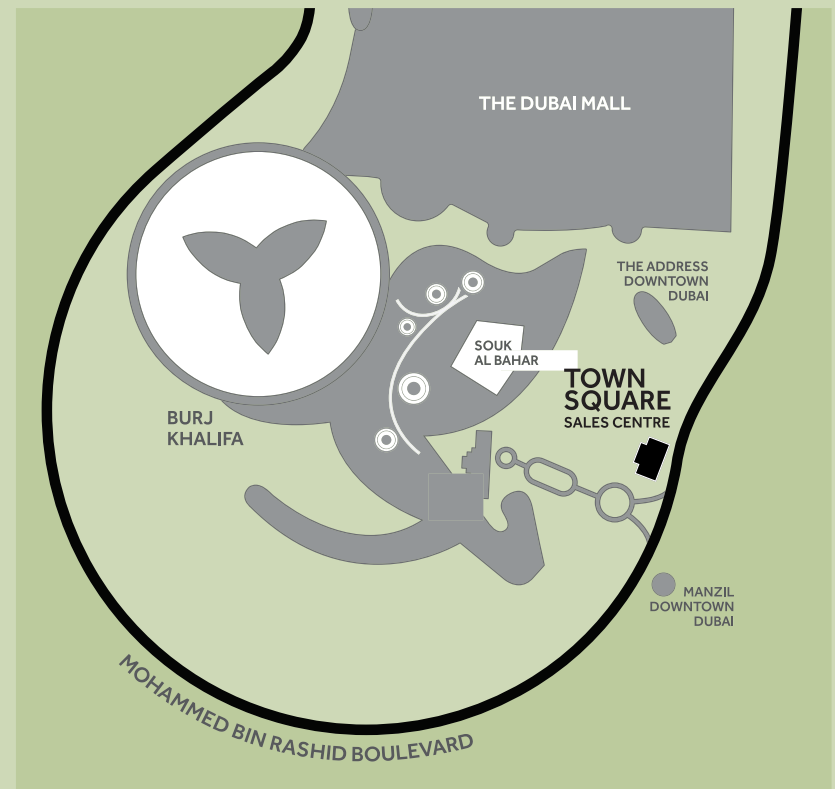 THE DUBAI MALL
THE ADDRESS
DOWNTOWN
DUBAI
SOUK
AL BAHAR
TOWN
SQUARE
SALES CENTRE
BURJ
KHALIFA
MANZIL
DOWNTOWN
DUBAI
MOHAMMED BIN RASHID BOULEVARD